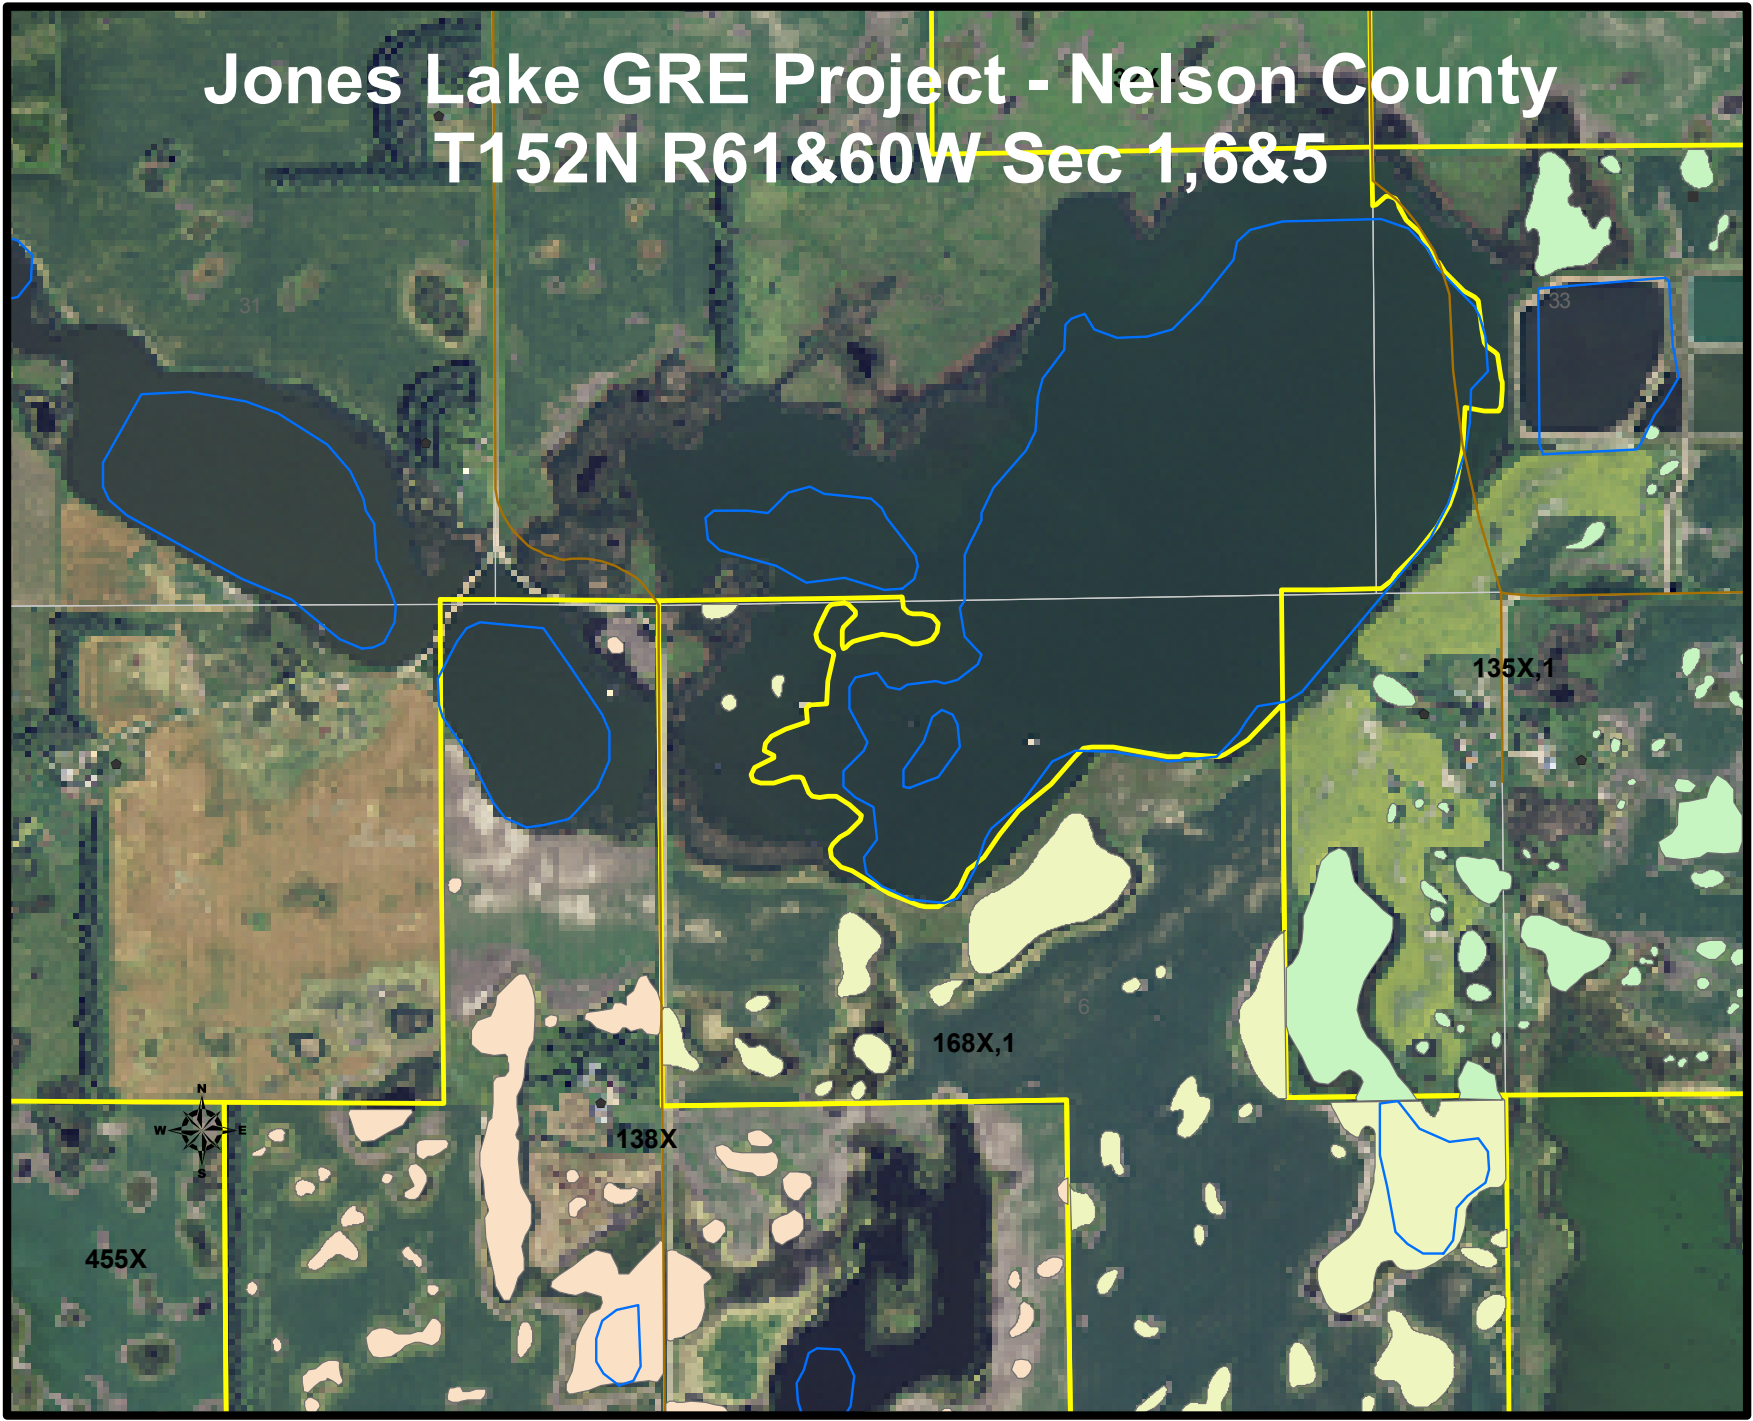 Jones Lake GRE Project - Nelson County
T152N R61&60W Sec 1,6&5
31
33
135X,1
6
168X,1
N
W E
S
138X
455X